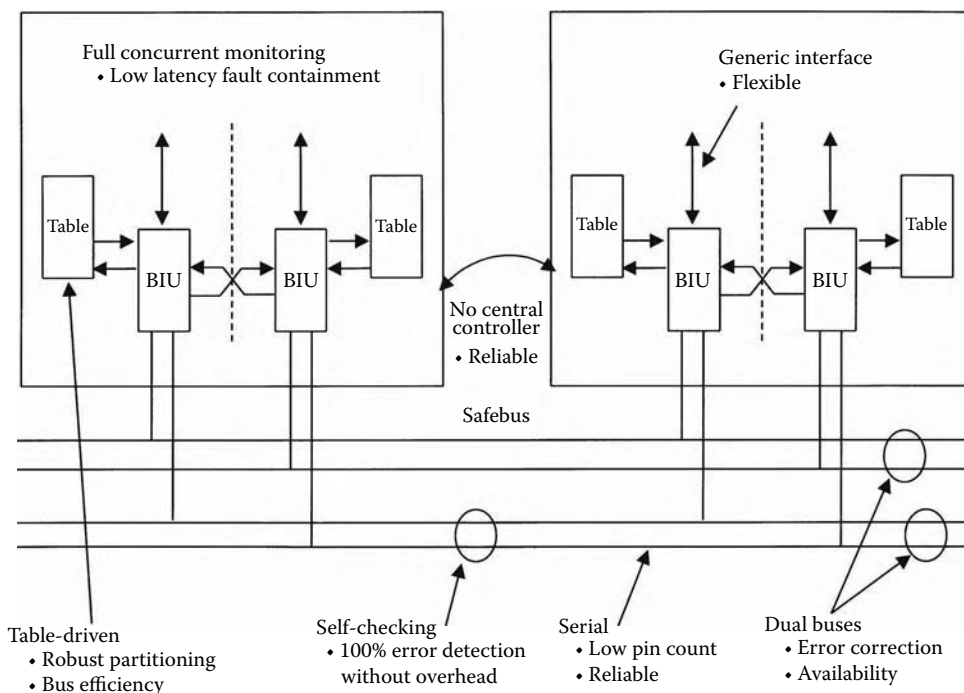 Full concurrent monitoring
• Low latency fault containment
Generic interface
• Flexible
Table
BIU
BIU
Table
Table
BIU
BIU
Table
No central
controller
• Reliable
Safebus
Table-driven
• Robust partitioning
• Bus efficiency
Self-checking
• 100% error detection
without overhead
Serial
• Low pin count
• Reliable
Dual buses
• Error correction
• Availability